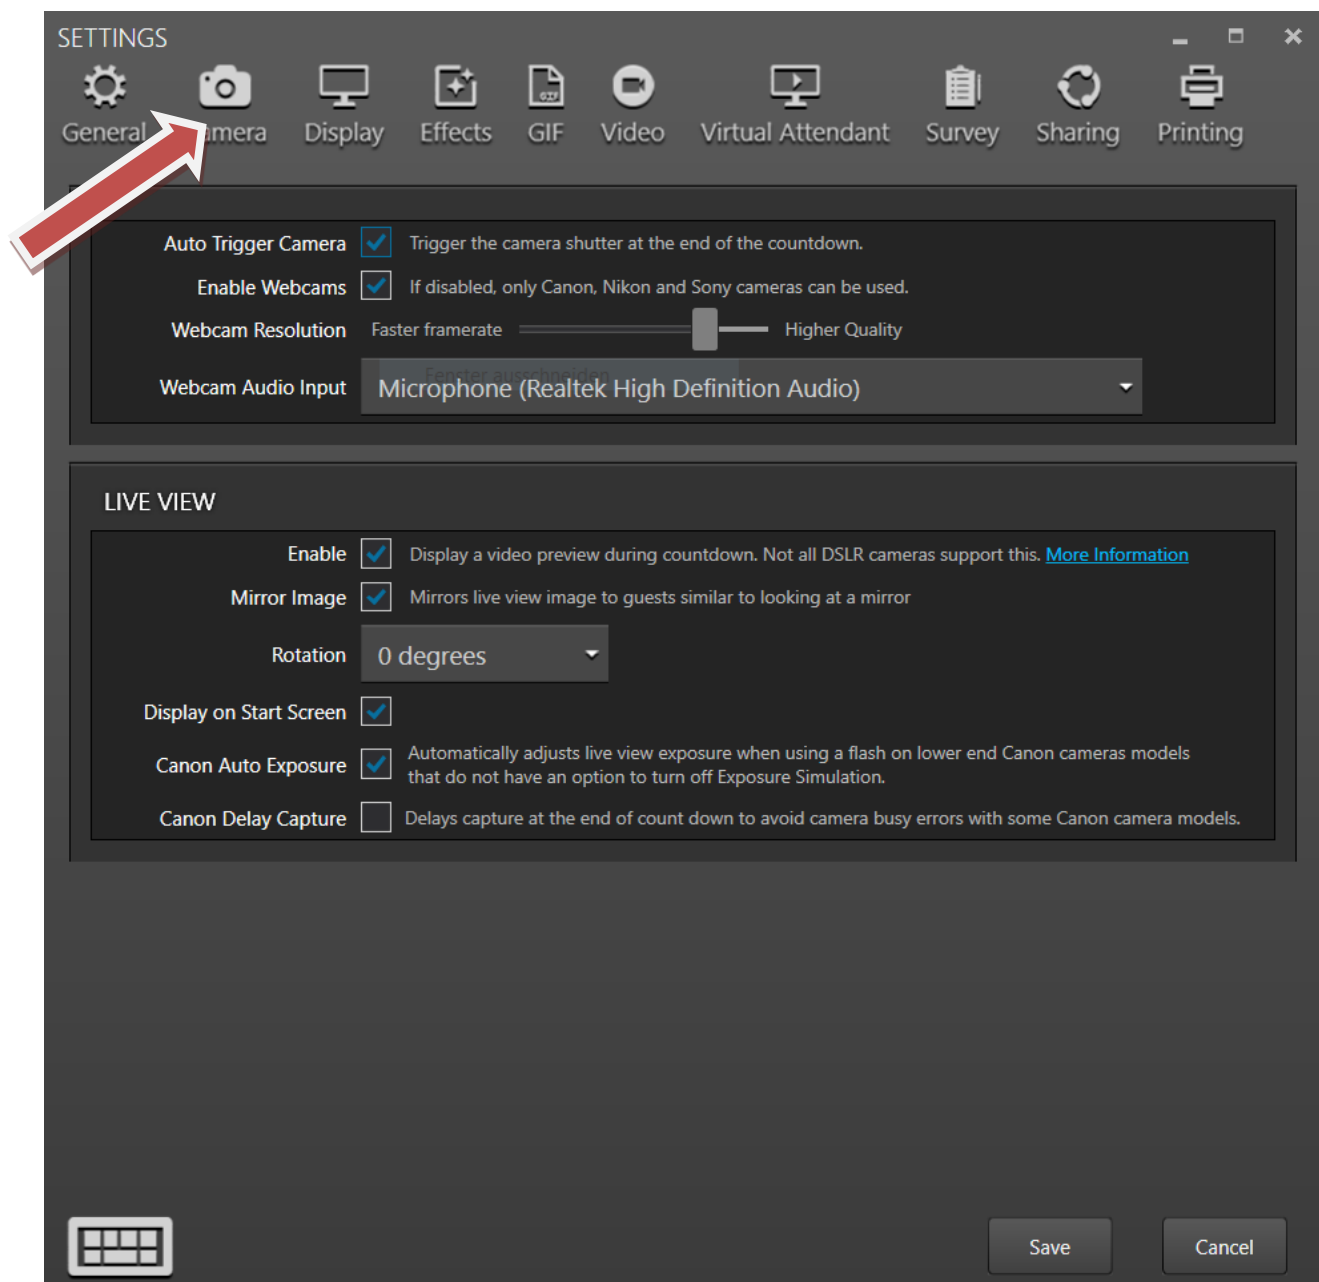 SETTINGS
General Camera Display Effects GIF Video Virtual Attendant Survey Sharing Printing
GIF
Auto Trigger Camera Trigger the camera shutter at the end of the countdown.
Enable Webcams If disabled, only Canon, Nikon and Sony cameras can be used.
Webcam Resolution Faster framerate Higher Quality
Fenster ausschneiden
Webcam Audio Input Microphone (Realtek High Definition Audio)
LIVE VIEW
Enable Display a video preview during countdown. Not all DSLR cameras support this. More Information
Mirror Image Mirrors live view image to guests similar to looking at a mirror
Rotation 0 degrees
Display on Start Screen
Canon Auto Exposure Automatically adjusts live view exposure when using a flash on lower end Canon cameras models
that do not have an option to turn off Exposure Simulation.
Canon Delay Capture Delays capture at the end of count down to avoid camera busy errors with some Canon camera models.
Save Cancel